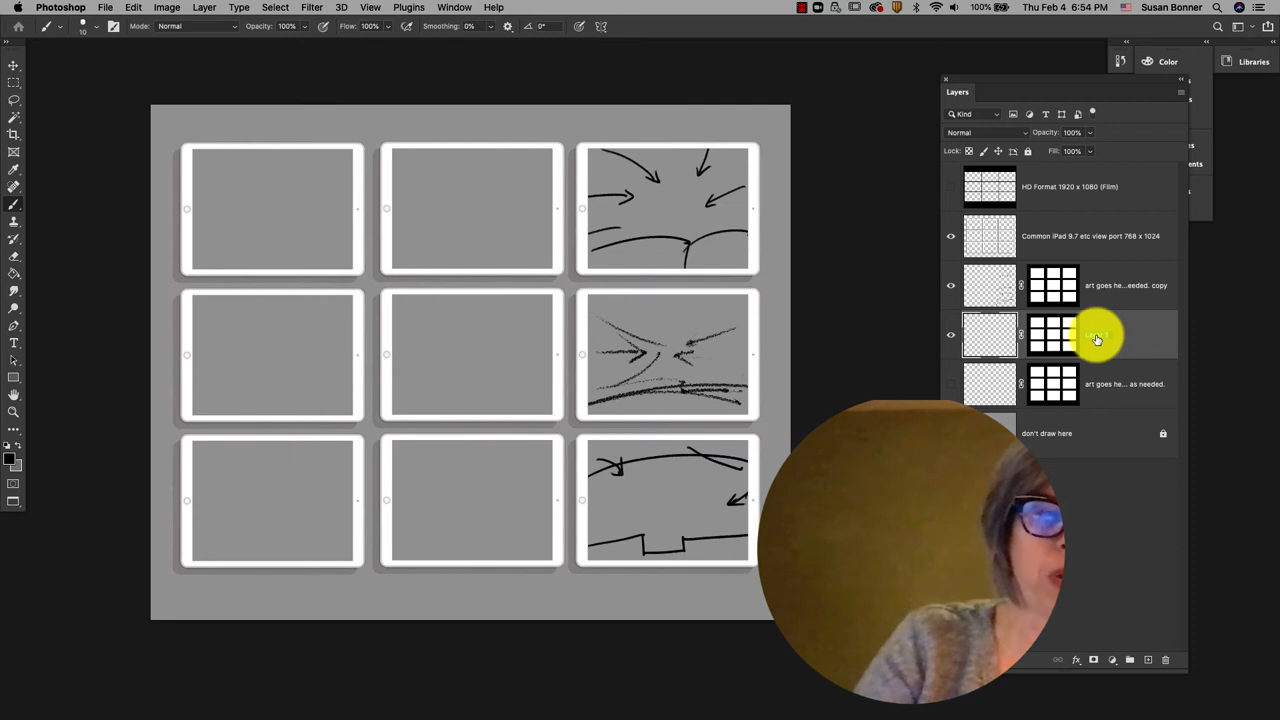 Photoshop File Edit Image Layer Type Select Filter 3D View Plugins Window Help 100% Thu Feb 4 6:54 PM Susan Bonner
10 Mode: Normal Opacity: 100% Flow: 100% Smoothing: 0% 0°
Color Libraries
Layers
Kind
Normal Opacity: 100%
Lock: Fill: 100%
HD Format 1920 x 1080 (Film)
Common iPad 9.7 etc view port 768 x 1024
art goes he...eeded. copy
art goes he... as needed.
don't draw here